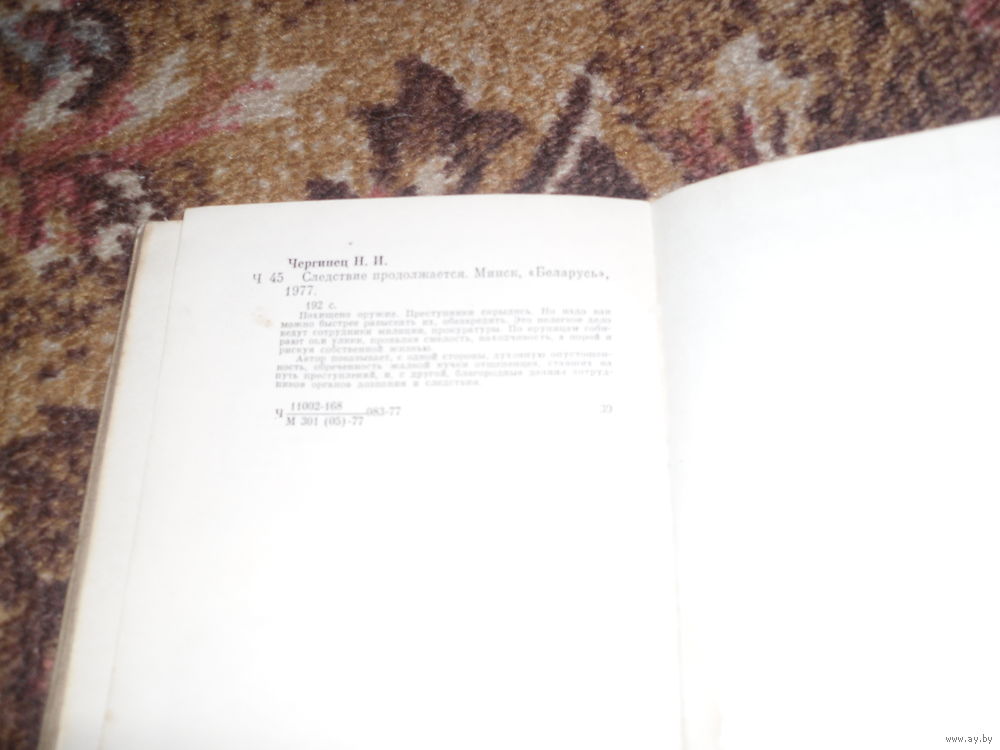 Чергинец Н. И.
Ч 45 Следствие продолжается. Минск, «Беларусь»,
1977.
192 с.
Похищено оружие. Преступники скрылись. Но надо как
можно быстрее разыскать их, обезвредить. Это нелегкое дело
ведут сотрудники милиции, прокуратуры. По крупицам соби-
рают они улики, проявляя смелость, находчивость, а порой и
рискуя собственной жизнью.
Автор показывает, с одной стороны, духовную опустошен-
ность, обреченность жалкой кучки отщепенцев, ставших на
путь преступлений, и, с другой, благородные деяния сотруд-
ников органов дознания и следствия.
Ч 11002-168 083-77
М 301 (05)-77
www.ay.by